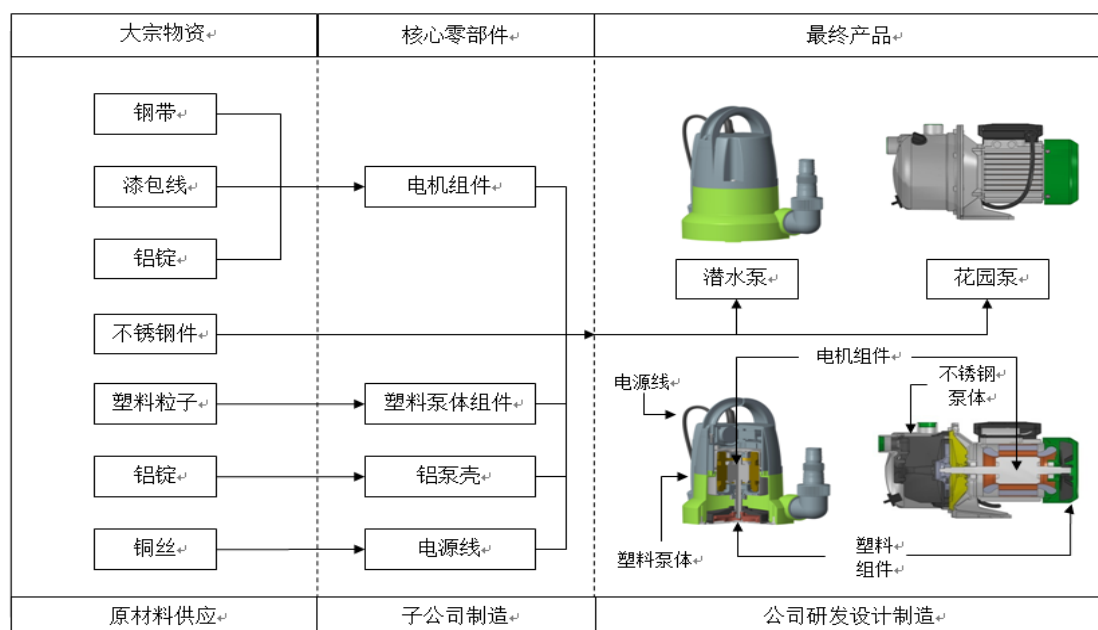 大宗物资
核心零部件
最终产品
钢带
漆包线
电机组件
铝锭
潜水泵
花园泵
不锈钢件
电机组件
电源线
不锈钢
泵体
塑料粒子
塑料泵体组件
铝锭
铝泵壳
铜丝
电源线
塑料泵体
塑料
组件
原材料供应
子公司制造
公司研发设计制造